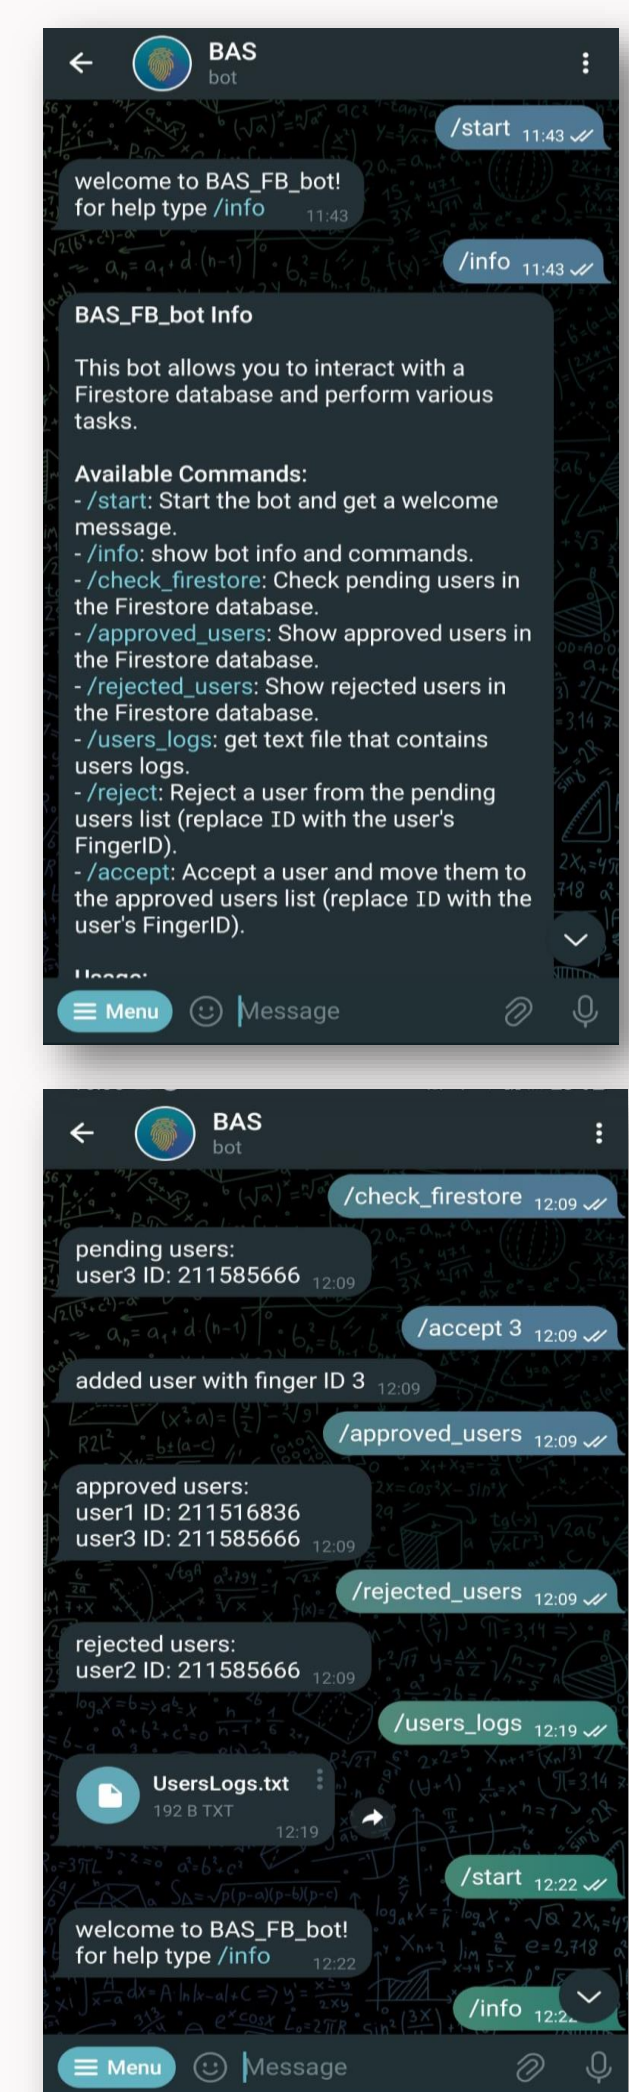 BAS
bot
/start 11:43
welcome to BAS_FB_bot!
for help type /info 11:43
/info 11:43
BAS_FB_bot Info
This bot allows you to interact with a
Firestore database and perform various
tasks.
Available Commands:
- /start: Start the bot and get a welcome
message.
- /info: show bot info and commands.
- /check_firestore: Check pending users in
the Firestore database.
- /approved_users: Show approved users in
the Firestore database.
- /rejected_users: Show rejected users in
the Firestore database.
- /users_logs: get text file that contains
users logs.
- /reject: Reject a user from the pending
users list (replace ID with the user's
FingerID).
- /accept: Accept a user and move them to
the approved users list (replace ID with the
user's FingerID).
Usage:
Menu Message
BAS
bot
/check_firestore 12:09
pending users:
user3 ID: 211585666 12:09
/accept 3 12:09
added user with finger ID 3 12:09
/approved_users 12:09
approved users:
user1 ID: 211516836
user3 ID: 211585666 12:09
/rejected_users 12:09
rejected users:
user2 ID: 211585666 12:09
/users_logs 12:19
UsersLogs.txt
192 B TXT
12:19
/start 12:22
welcome to BAS_FB_bot!
for help type /info 12:22
/info
Menu Message